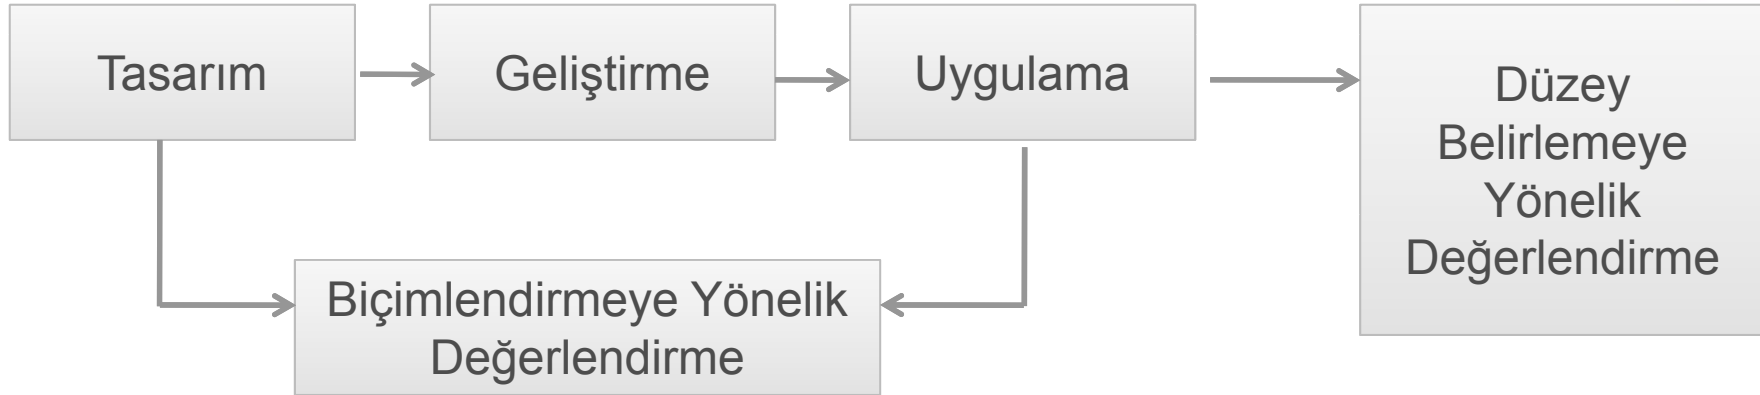 Tasarım
Geliştirme
Uygulama
Düzey
Belirlemeye
Yönelik
Değerlendirme
Biçimlendirmeye Yönelik
Değerlendirme